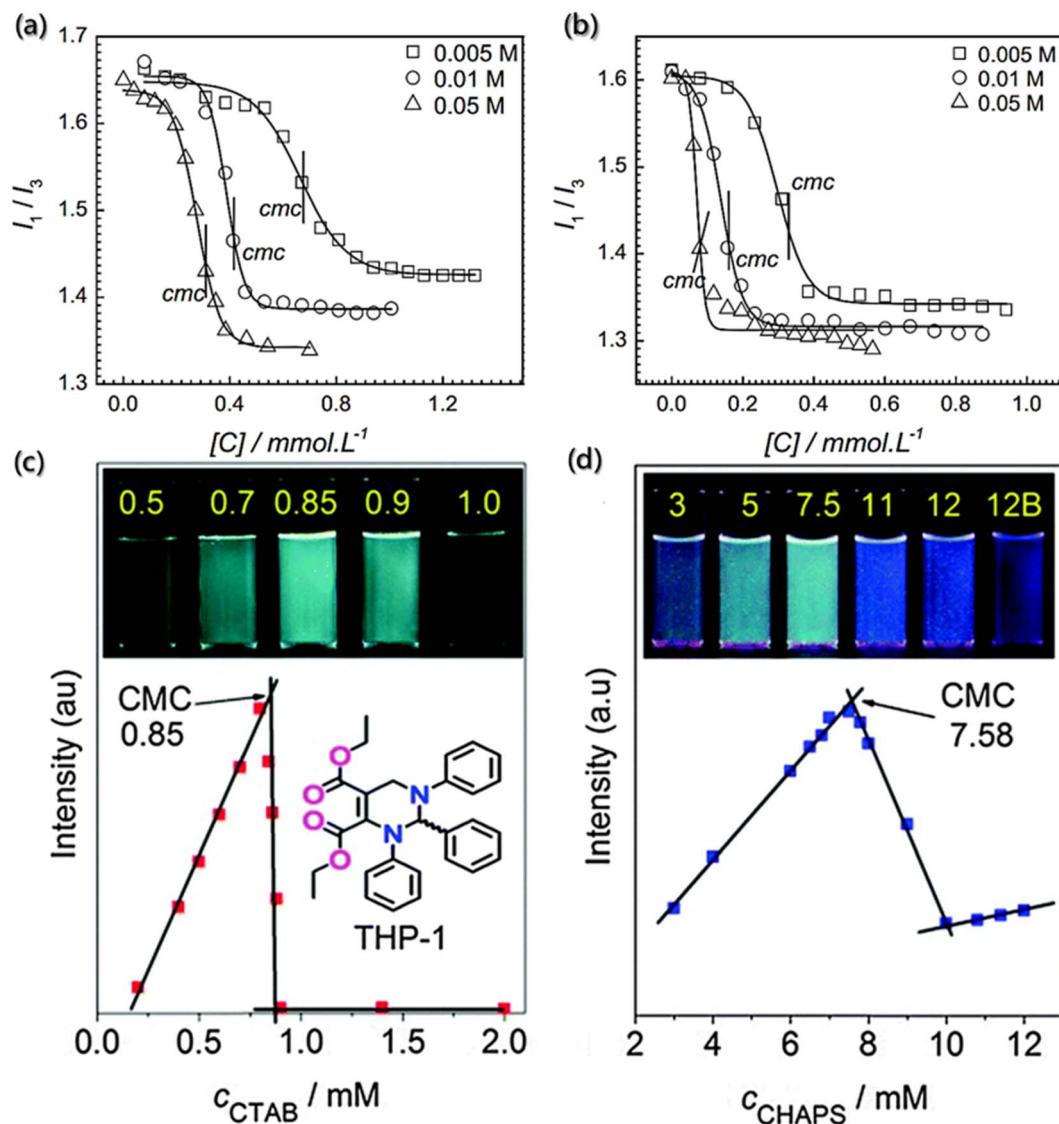 (a)
1.7
1.6
1.5
1.4
1.3
I1 / I3
□ 0.005 M
○ 0.01 M
△ 0.05 M
cmc
cmc
cmc
0.0 0.4 0.8 1.2
[C] / mmol.L-1
(b)
1.6
1.5
1.4
1.3
I1 / I3
□ 0.005 M
○ 0.01 M
△ 0.05 M
cmc
cmc
cmc
0.0 0.2 0.4 0.6 0.8 1.0
[C] / mmol.L-1
(c)
0.5 0.7 0.85 0.9 1.0
Intensity (au)
CMC
0.85
O
O
O
O
N
N
THP-1
0.0 0.5 1.0 1.5 2.0
cCTAB / mM
(d)
3 5 7.5 11 12 12B
Intensity (a.u)
CMC
7.58
2 4 6 8 10 12
cCHAPS / mM